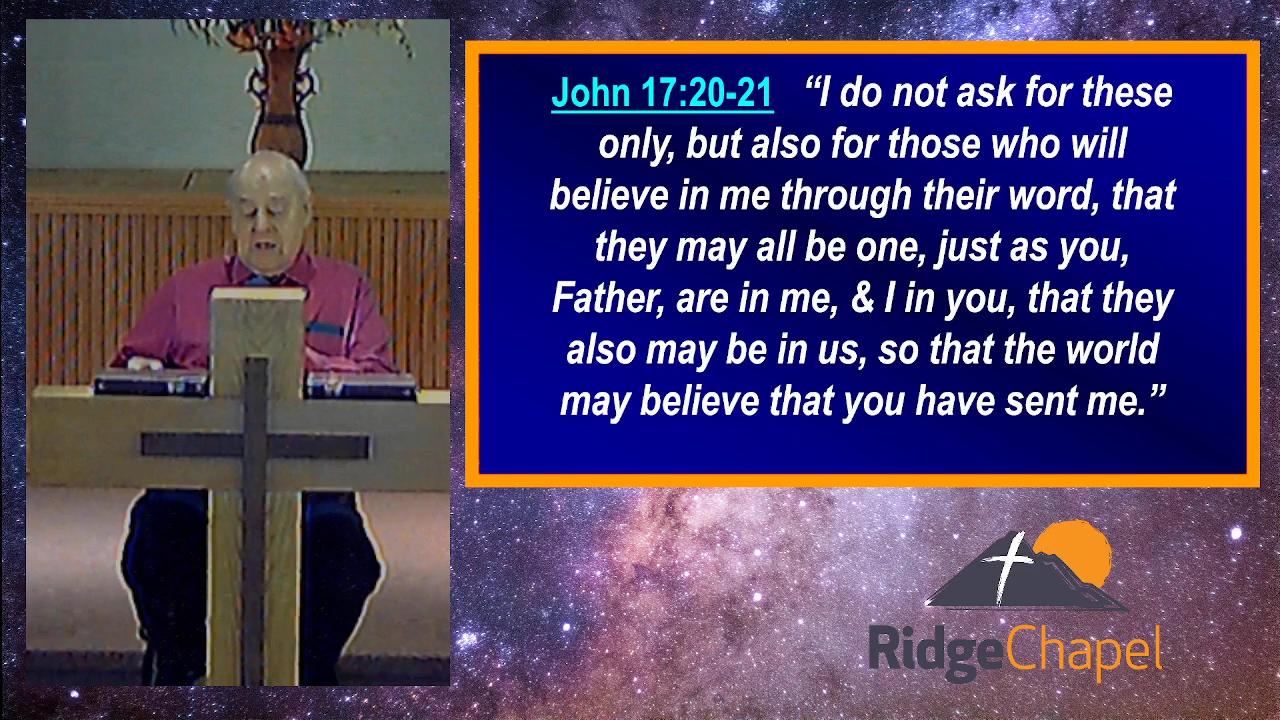 John 17:20-21 “I do not ask for these
only, but also for those who will
believe in me through their word, that
they may all be one, just as you,
Father, are in me, & I in you, that they
also may be in us, so that the world
may believe that you have sent me.”
RidgeChapel